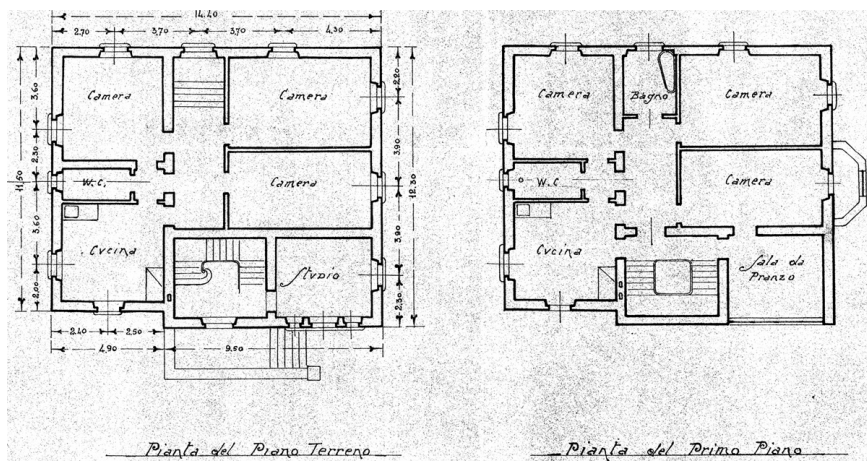 14.40
2.70 3.70 3.70 4.30
3.60
2.30
11.50
3.60
2.00
2.20
3.90
12.30
3.90
2.30
Camera
Camera
W.C.
Camera
Cucina
Studio
2.40 2.50
4.90 9.50
Pianta del Piano Terreno
Camera
Bagno
Camera
W.C
Camera
Cucina
Sala da
Pranzo
Pianta del Primo Piano